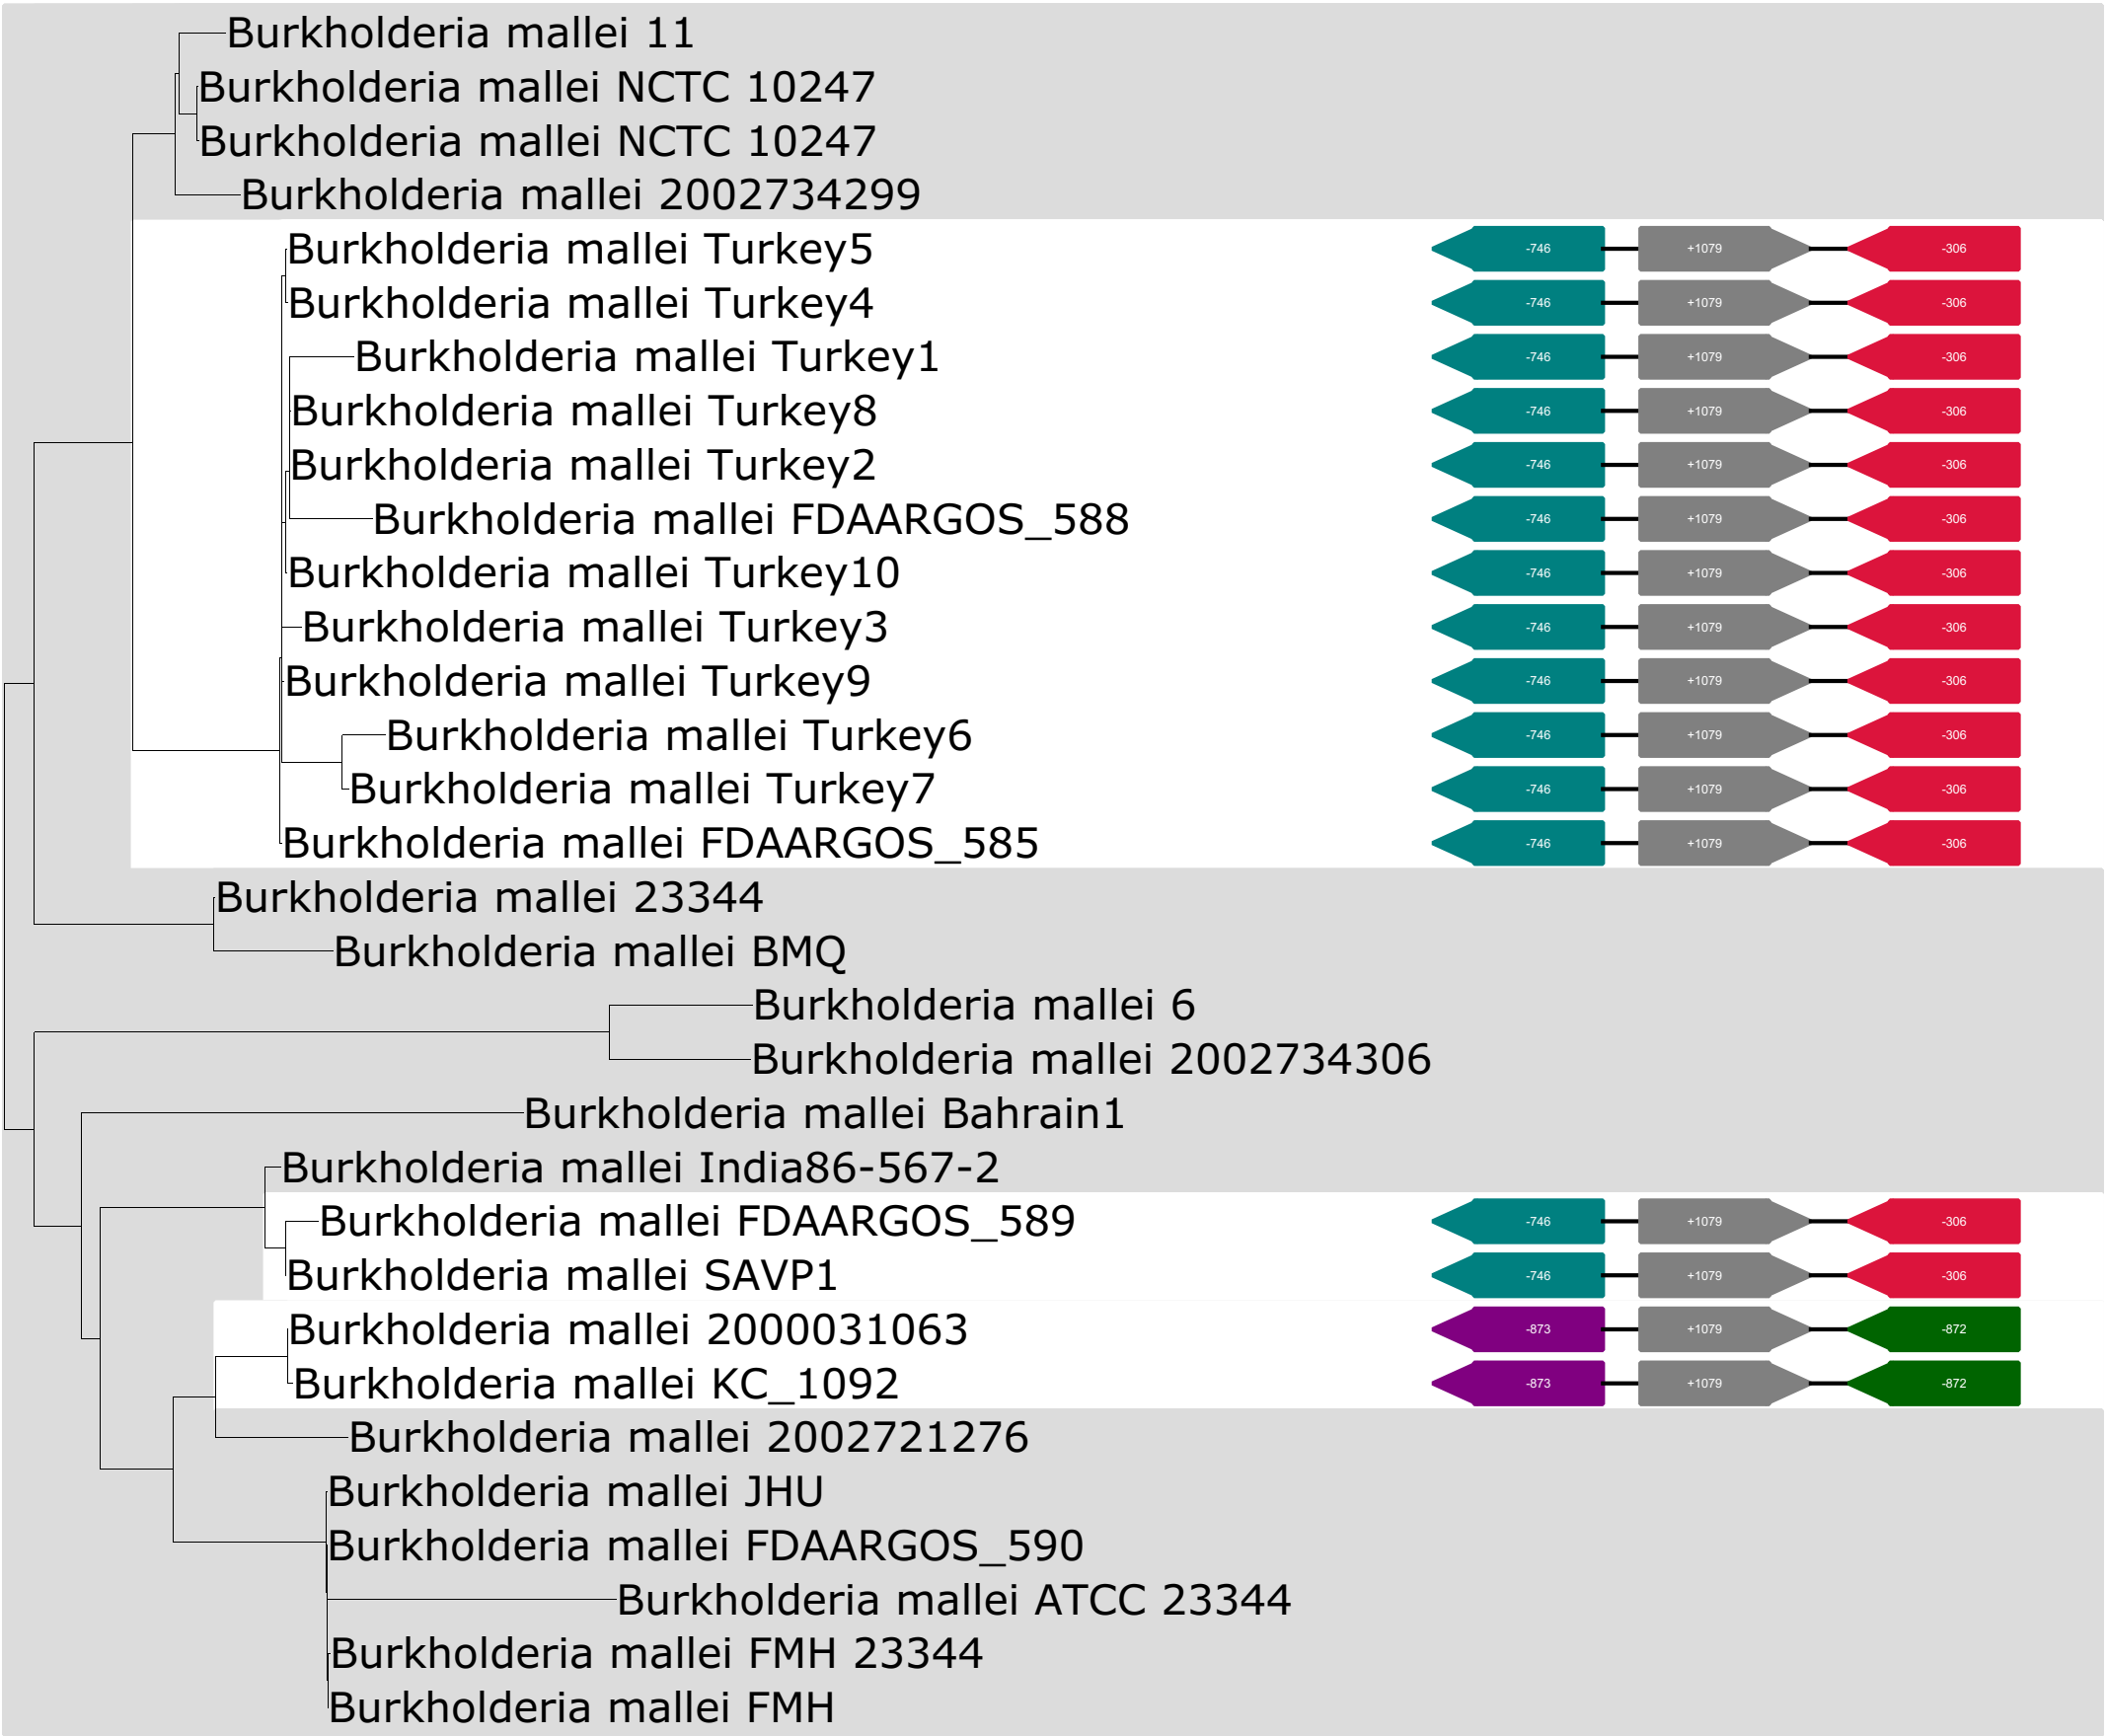 Burkholderia mallei 11
Burkholderia mallei NCTC 10247
Burkholderia mallei NCTC 10247
Burkholderia mallei 2002734299
Burkholderia mallei Turkey5 -746 +1079 -306
Burkholderia mallei Turkey4 -746 +1079 -306
Burkholderia mallei Turkey1 -746 +1079 -306
Burkholderia mallei Turkey8 -746 +1079 -306
Burkholderia mallei Turkey2 -746 +1079 -306
Burkholderia mallei FDAARGOS_588 -746 +1079 -306
Burkholderia mallei Turkey10 -746 +1079 -306
Burkholderia mallei Turkey3 -746 +1079 -306
Burkholderia mallei Turkey9 -746 +1079 -306
Burkholderia mallei Turkey6 -746 +1079 -306
Burkholderia mallei Turkey7 -746 +1079 -306
Burkholderia mallei FDAARGOS_585 -746 +1079 -306
Burkholderia mallei 23344
Burkholderia mallei BMQ
Burkholderia mallei 6
Burkholderia mallei 2002734306
Burkholderia mallei Bahrain1
Burkholderia mallei India86-567-2
Burkholderia mallei FDAARGOS_589 -746 +1079 -306
Burkholderia mallei SAVP1 -746 +1079 -306
Burkholderia mallei 2000031063 -873 +1079 -872
Burkholderia mallei KC_1092 -873 +1079 -872
Burkholderia mallei 2002721276
Burkholderia mallei JHU
Burkholderia mallei FDAARGOS_590
Burkholderia mallei ATCC 23344
Burkholderia mallei FMH 23344
Burkholderia mallei FMH